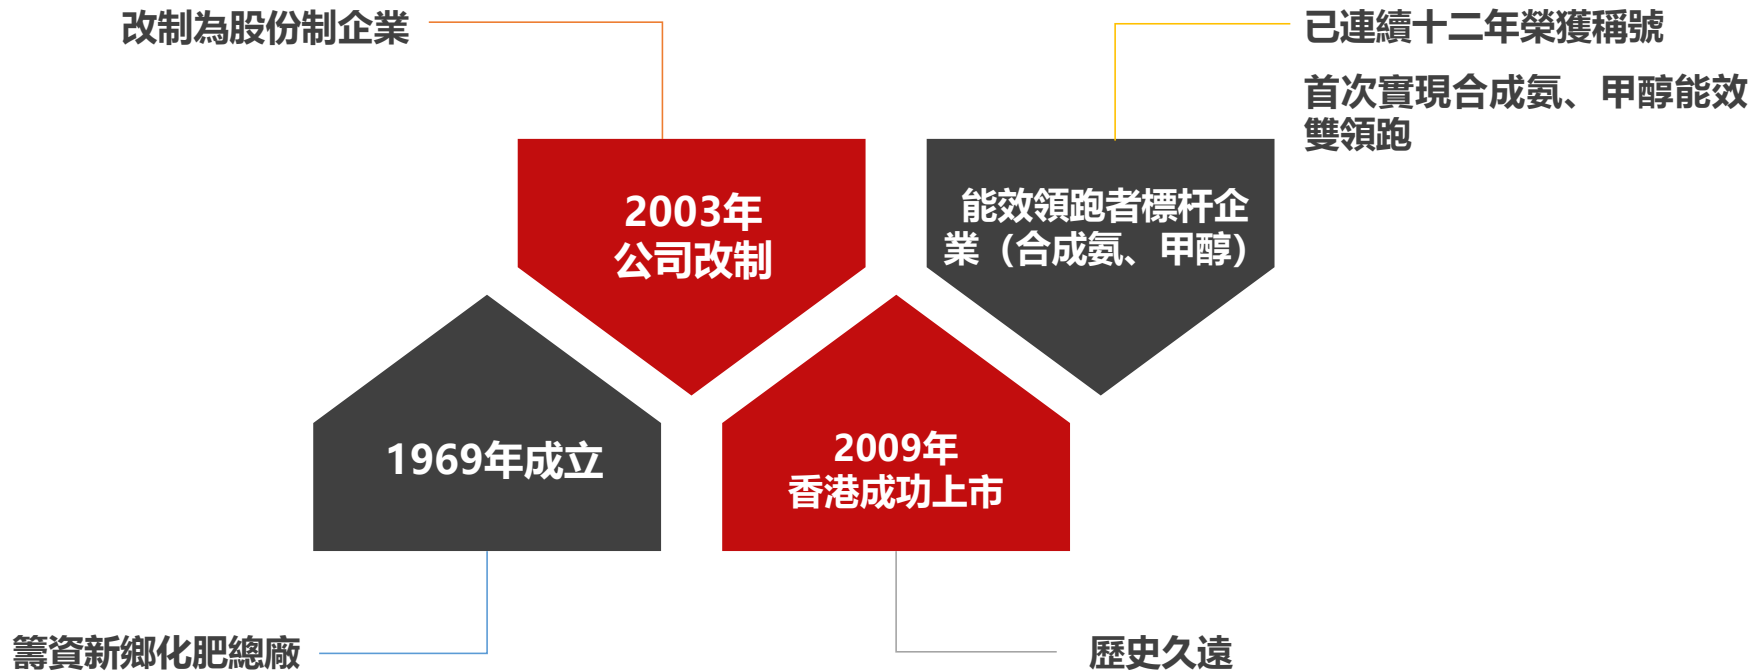 改制為股份制企業
已連續十二年榮獲稱號
首次實現合成氨、甲醇能效
雙領跑
2003年
公司改制
能效領跑者標杆企
業（合成氨、甲醇）
1969年成立
2009年
香港成功上市
籌資新鄉化肥總廠
歷史久遠